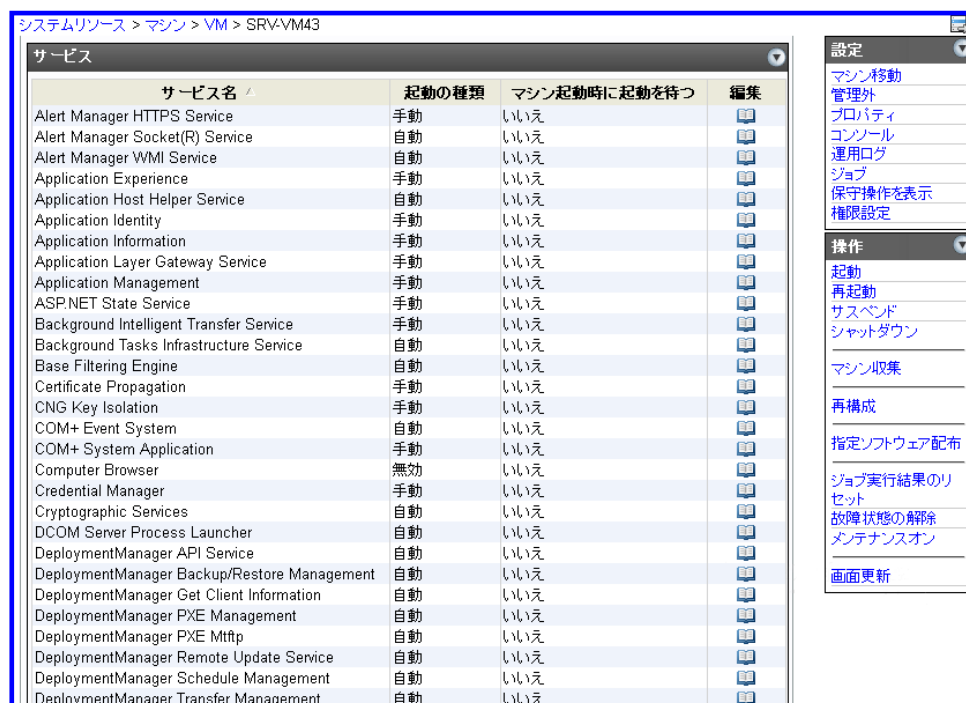 システムリソース > マシン > VM > SRV-VM43
サービス
サービス名 起動の種類 マシン起動時に起動を待つ 編集
Alert Manager HTTPS Service 手動 いいえ
Alert Manager Socket(R) Service 自動 いいえ
Alert Manager WMI Service 自動 いいえ
Application Experience 手動 いいえ
Application Host Helper Service 自動 いいえ
Application Identity 手動 いいえ
Application Information 手動 いいえ
Application Layer Gateway Service 手動 いいえ
Application Management 手動 いいえ
ASP.NET State Service 手動 いいえ
Background Intelligent Transfer Service 手動 いいえ
Background Tasks Infrastructure Service 自動 いいえ
Base Filtering Engine 自動 いいえ
Certificate Propagation 手動 いいえ
CNG Key Isolation 手動 いいえ
COM+ Event System 自動 いいえ
COM+ System Application 手動 いいえ
Computer Browser 無効 いいえ
Credential Manager 手動 いいえ
Cryptographic Services 自動 いいえ
DCOM Server Process Launcher 自動 いいえ
DeploymentManager API Service 自動 いいえ
DeploymentManager Backup/Restore Management 自動 いいえ
DeploymentManager Get Client Information 自動 いいえ
DeploymentManager PXE Management 自動 いいえ
DeploymentManager PXE Mtftp 自動 いいえ
DeploymentManager Remote Update Service 自動 いいえ
DeploymentManager Schedule Management 自動 いいえ
DeploymentManager Transfer Management 自動 いいえ
設定
マシン移動
管理外
プロパティ
コンソール
運用ログ
ジョブ
保守操作を表示
権限設定
操作
起動
再起動
サスペンド
シャットダウン
マシン収集
再構成
指定ソフトウェア配布
ジョブ実行結果のリ
セット
故障状態の解除
メンテナンスオン
画面更新